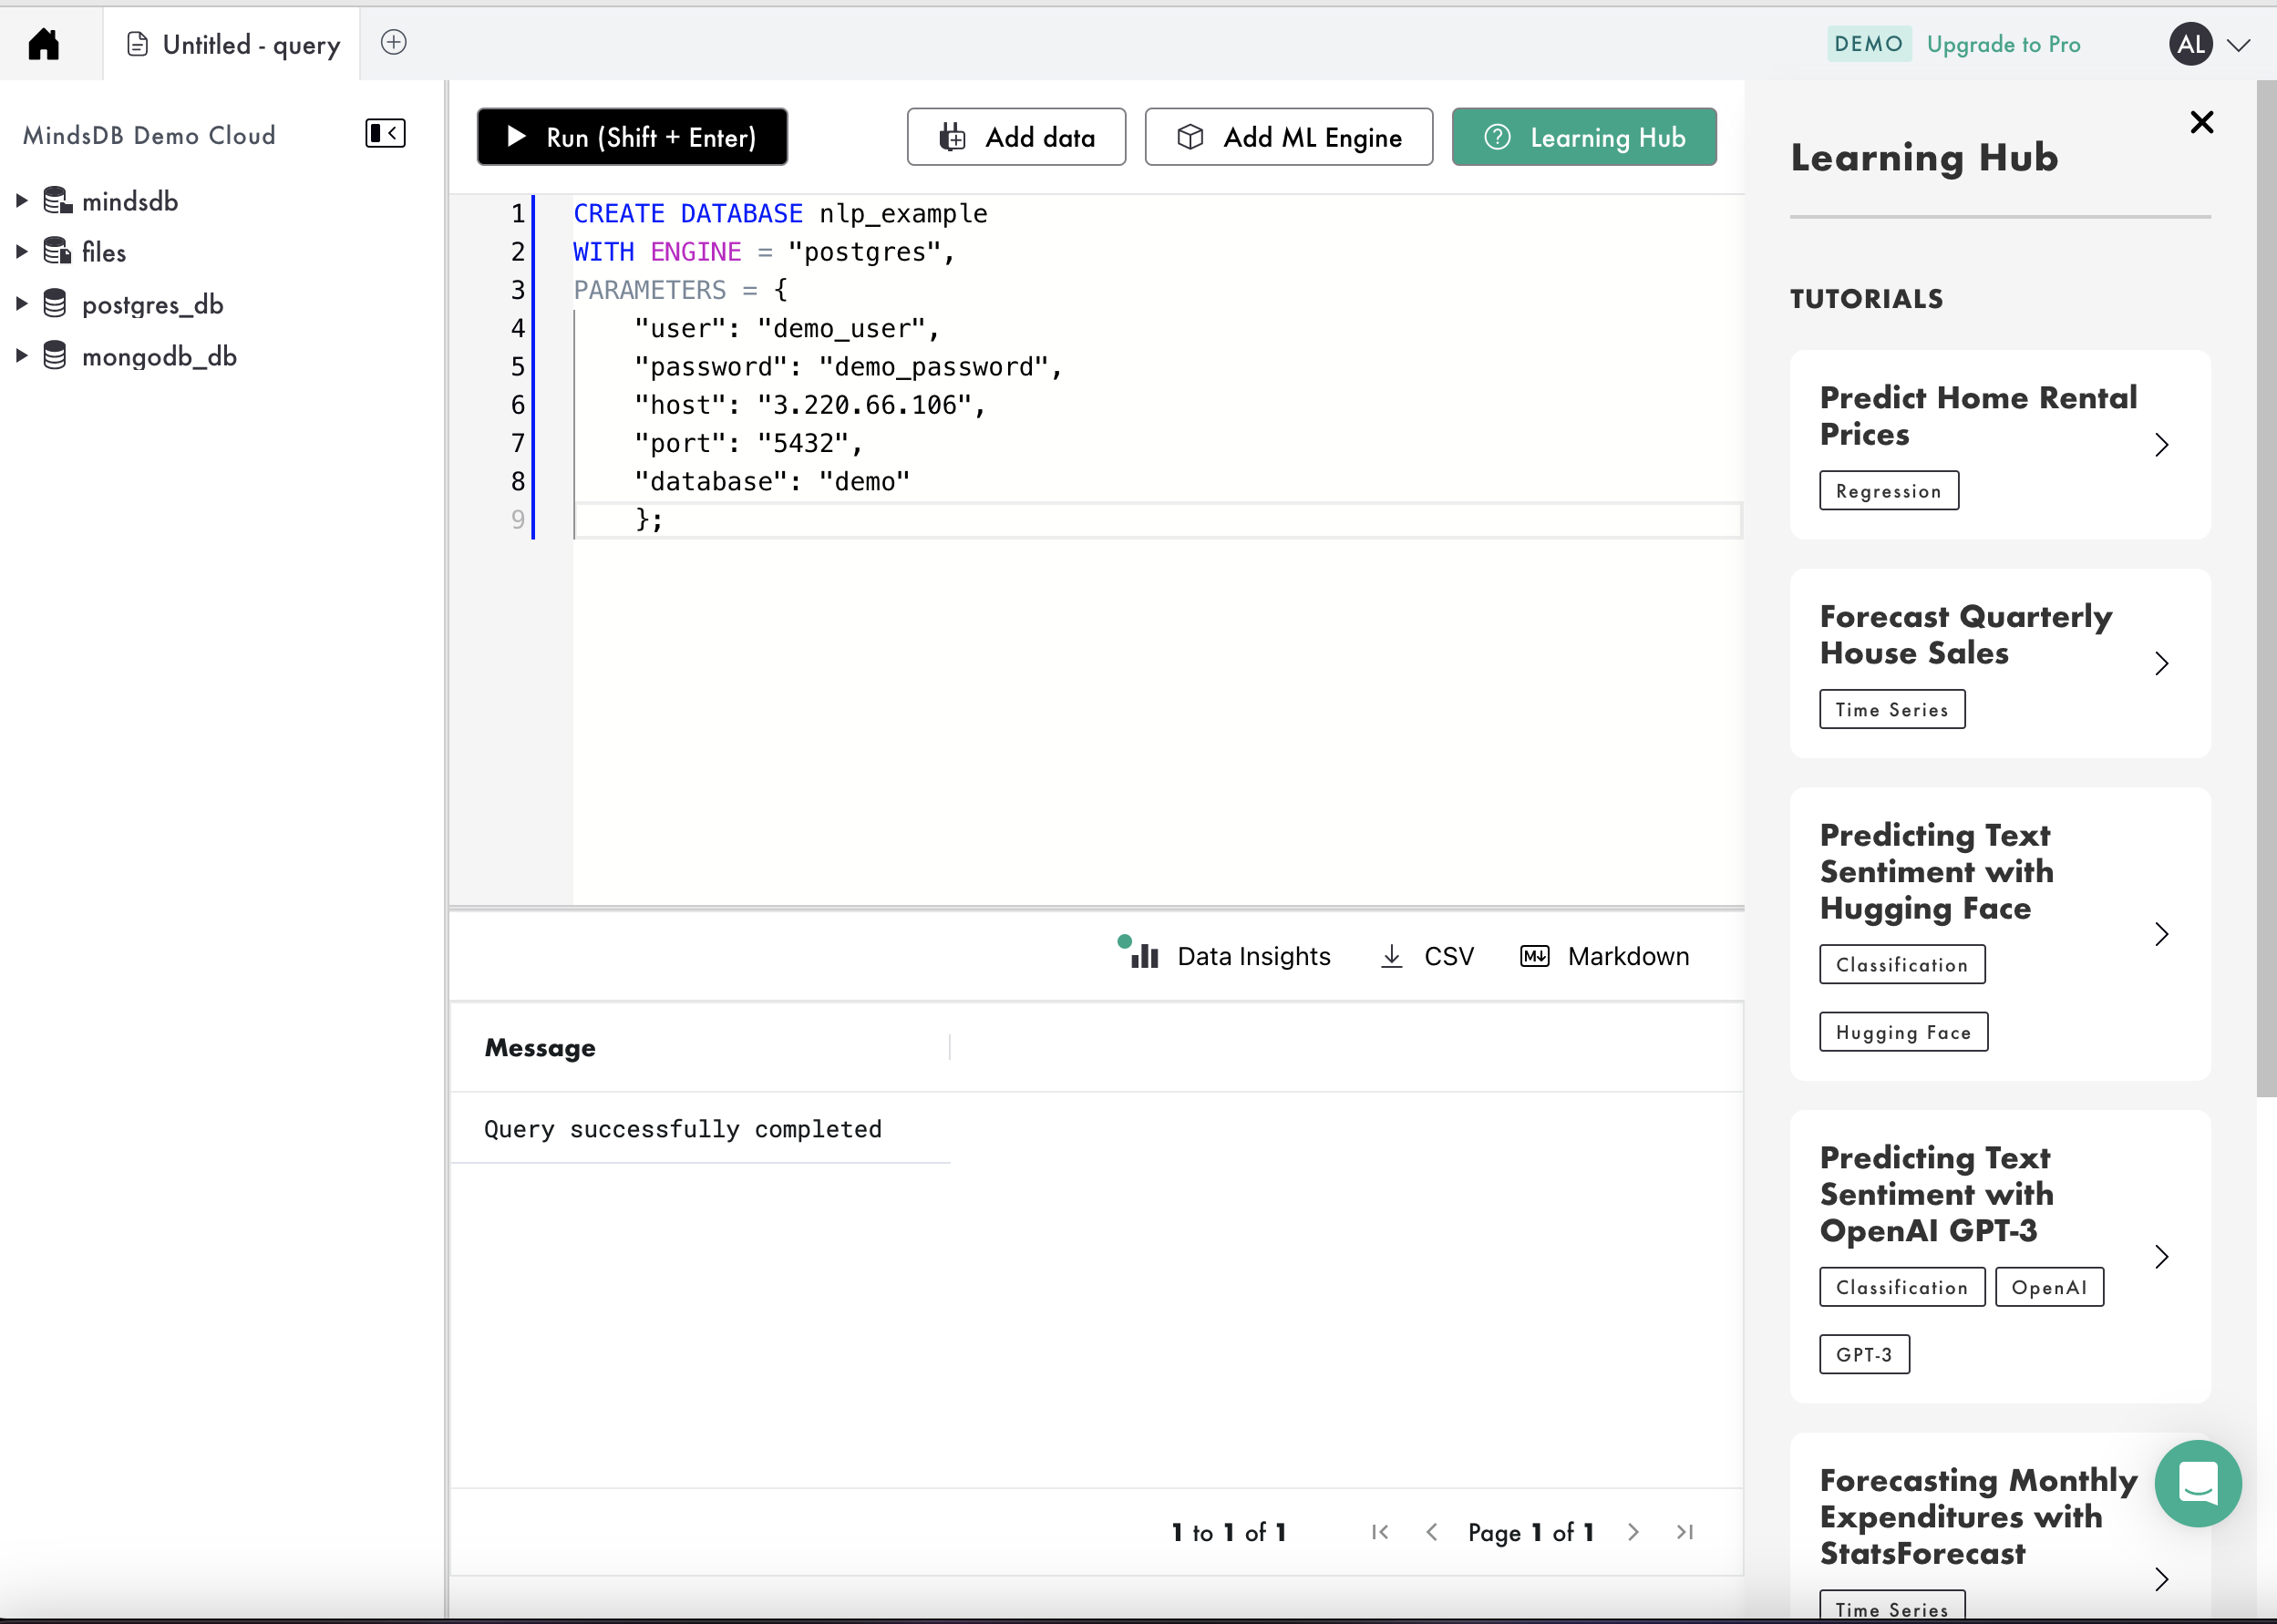 Untitled - query
DEMO Upgrade to Pro AL
MindsDB Demo Cloud
mindsdb
files
postgres_db
mongodb_db
Run (Shift + Enter) Add data Add ML Engine Learning Hub
1 CREATE DATABASE nlp_example
2 WITH ENGINE = "postgres",
3 PARAMETERS = {
4 "user": "demo_user",
5 "password": "demo_password",
6 "host": "3.220.66.106",
7 "port": "5432",
8 "database": "demo"
9 };
Data Insights CSV Markdown
Message
Query successfully completed
1 to 1 of 1 Page 1 of 1
Learning Hub
TUTORIALS
Predict Home Rental
Prices
Regression
Forecast Quarterly
House Sales
Time Series
Predicting Text
Sentiment with
Hugging Face
Classification
Hugging Face
Predicting Text
Sentiment with
OpenAI GPT-3
Classification OpenAI
GPT-3
Forecasting Monthly
Expenditures with
StatsForecast
Time Series